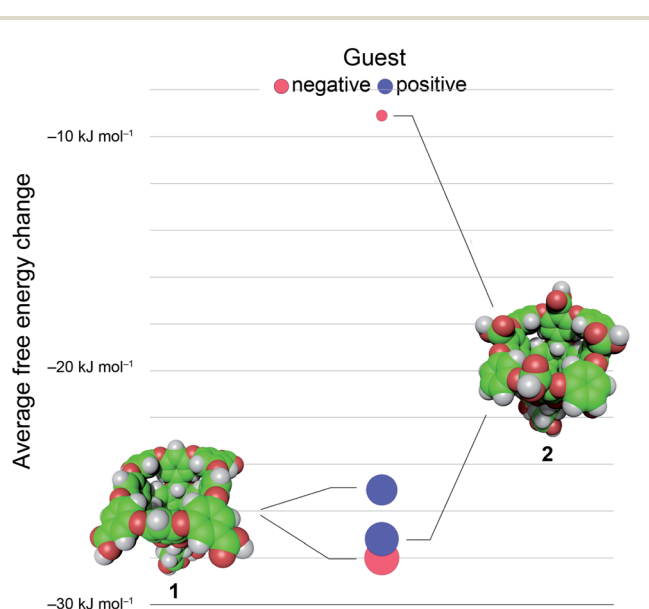 Guest
negative positive
−10 kJ mol⁻¹
Average free energy change
−20 kJ mol⁻¹
2
1
−30 kJ mol⁻¹